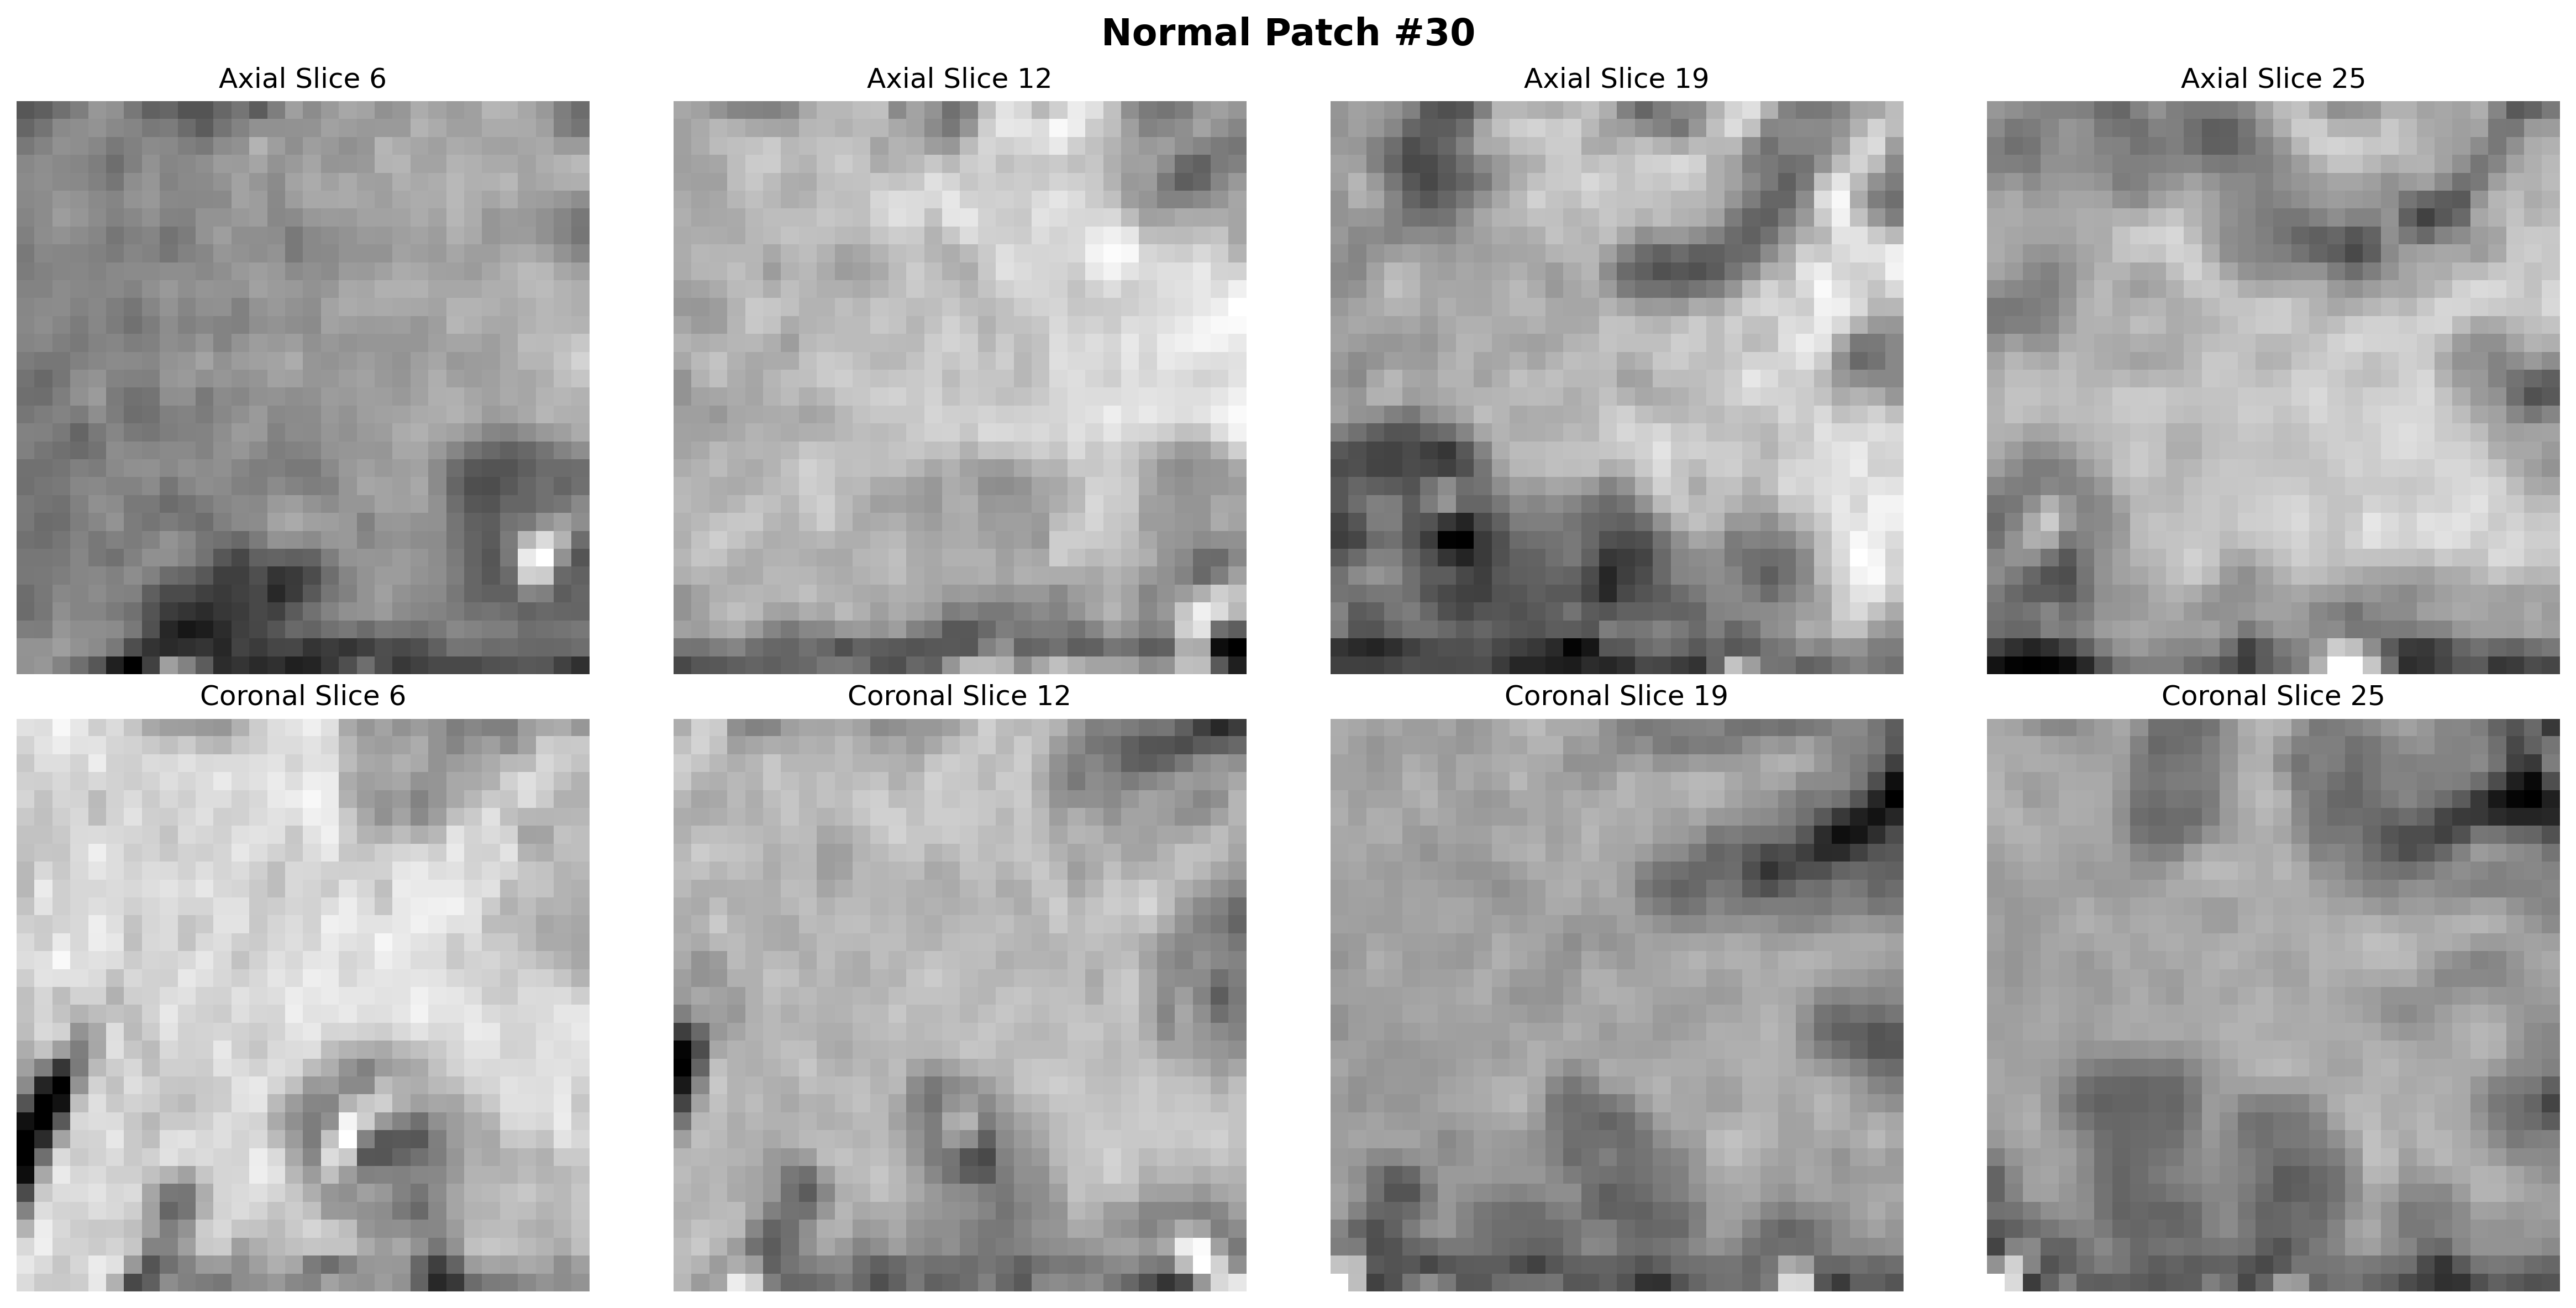 Normal Patch #30
Axial Slice 6
Axial Slice 12
Axial Slice 19
Axial Slice 25
Coronal Slice 6
Coronal Slice 12
Coronal Slice 19
Coronal Slice 25